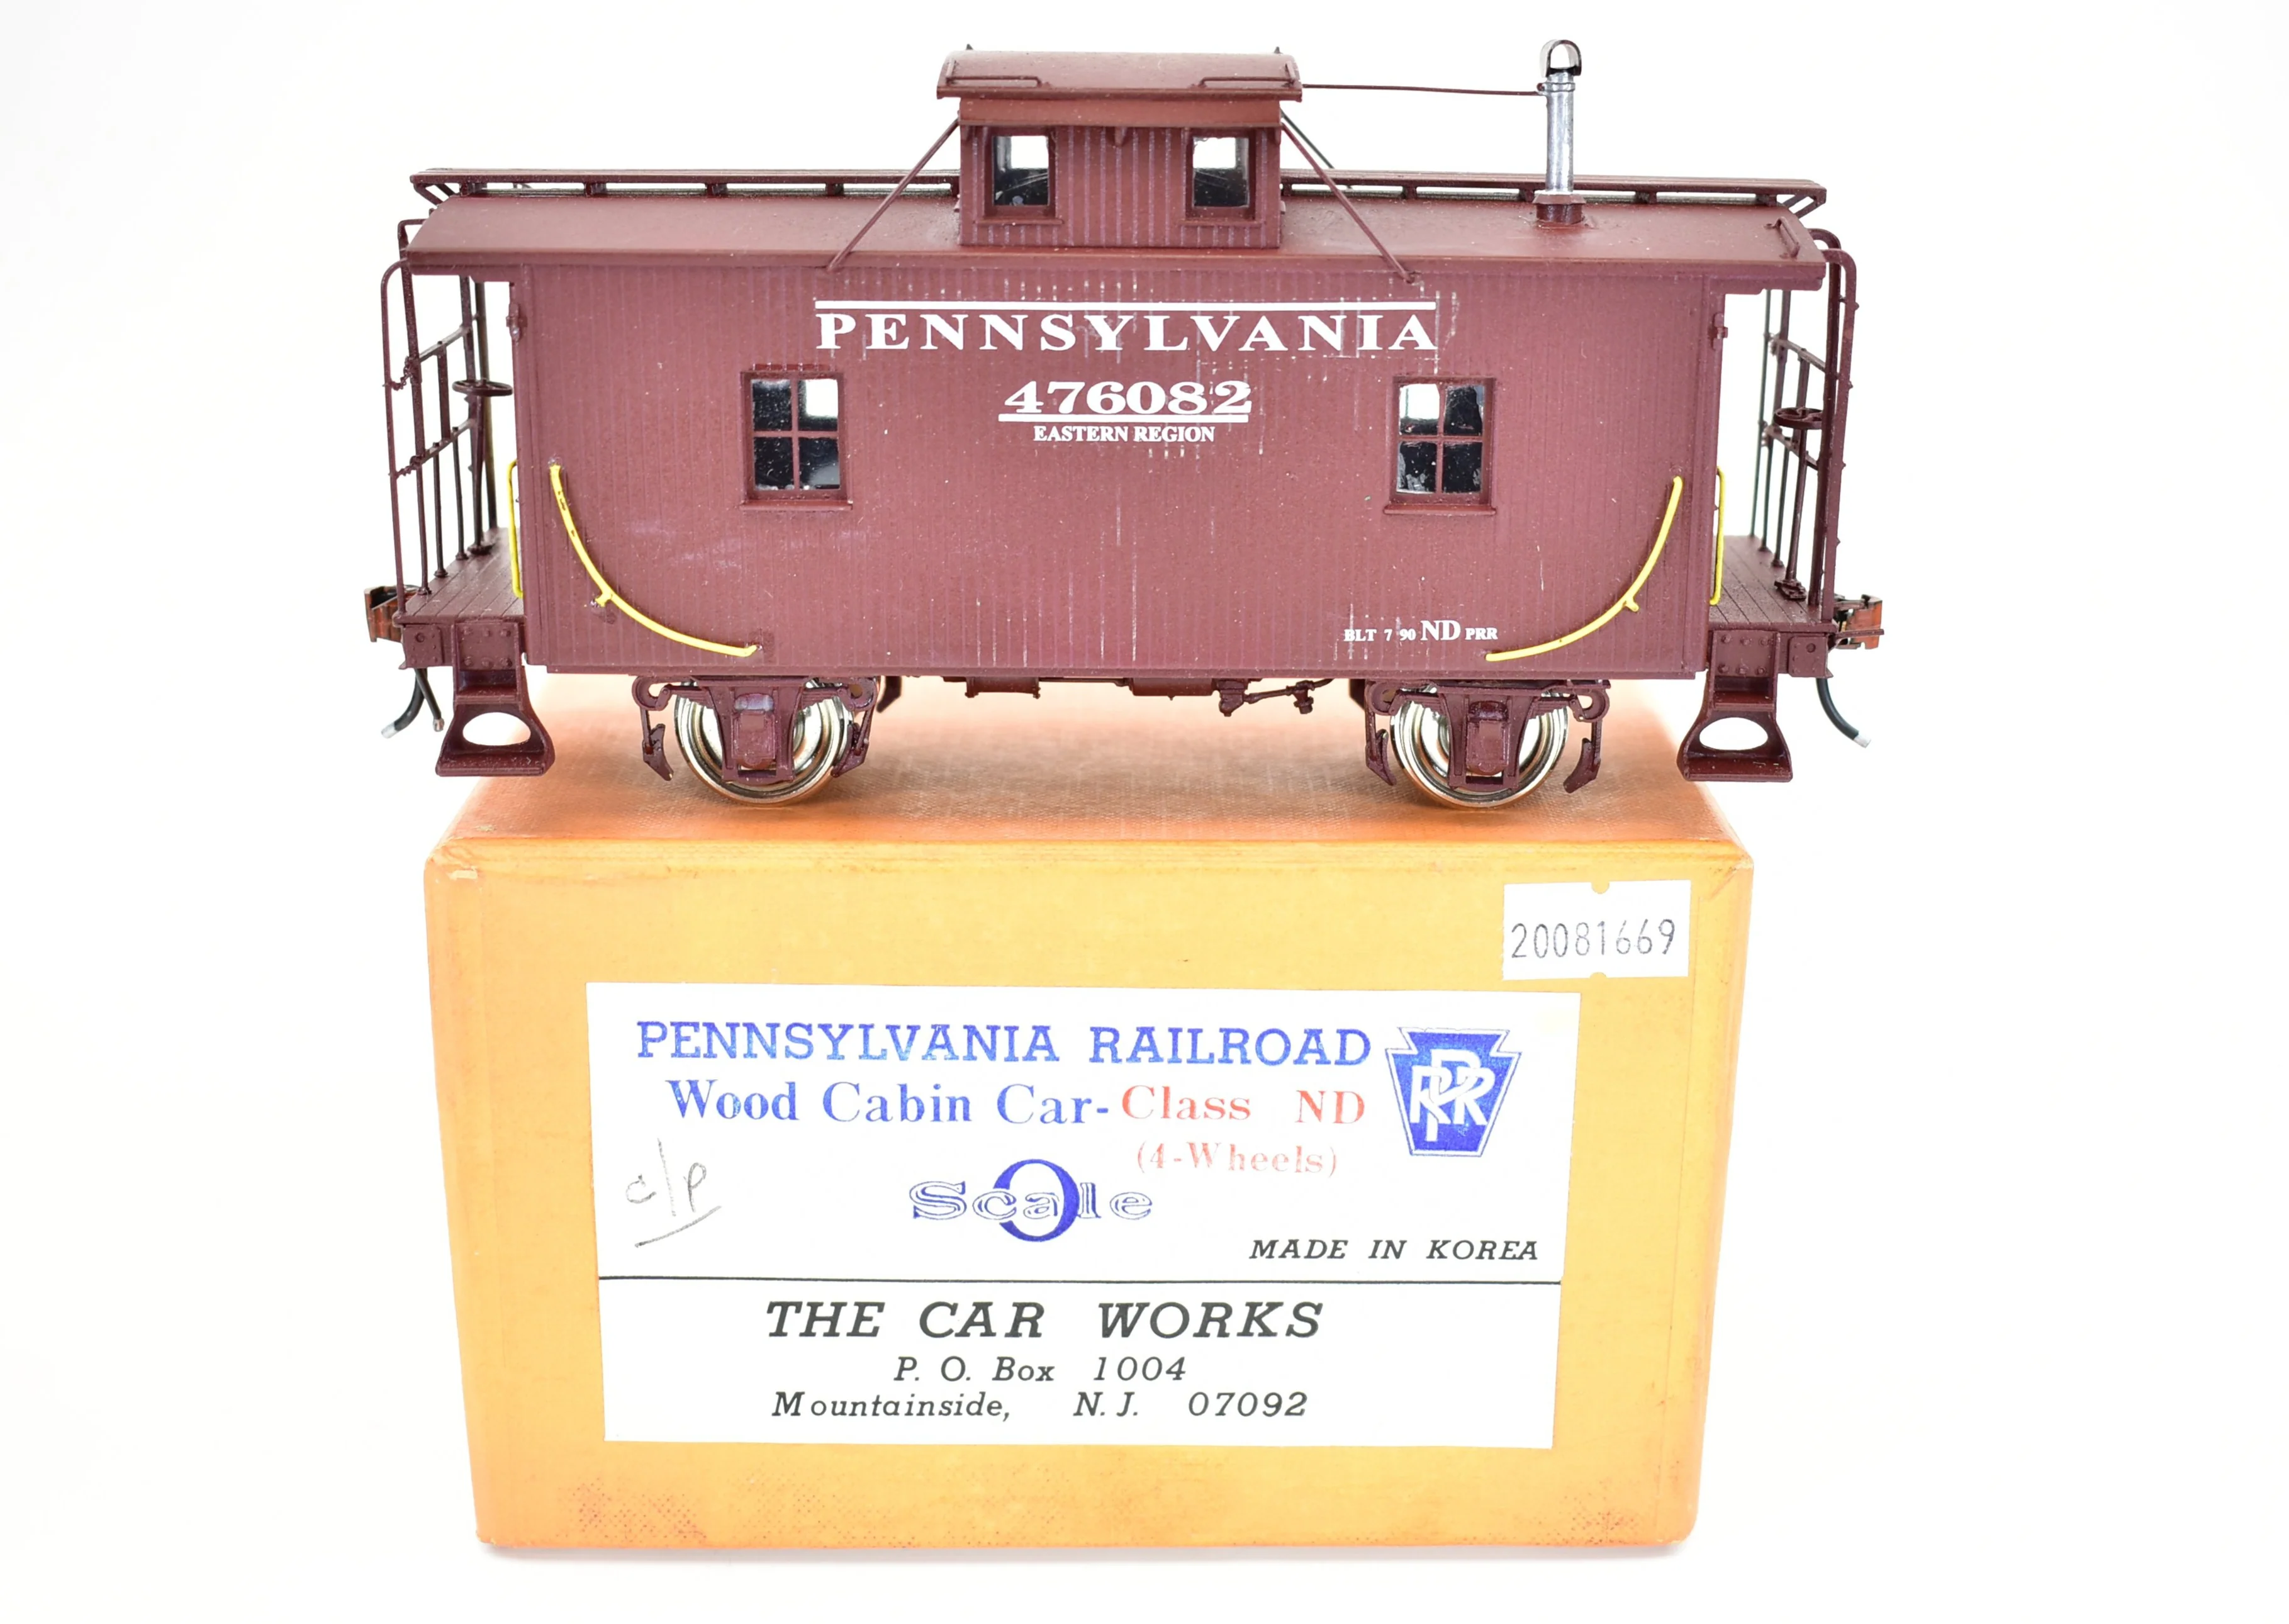 PENNSYLVANIA
476082
EASTERN REGION
BLT 7 90 ND PRR
20081669
PENNSYLVANIA RAILROAD
Wood Cabin Car-Class ND
(4-Wheels)
PRR
c/p
O Scale
MADE IN KOREA
THE CAR WORKS
P. O. Box 1004
Mountainside, N. J. 07092